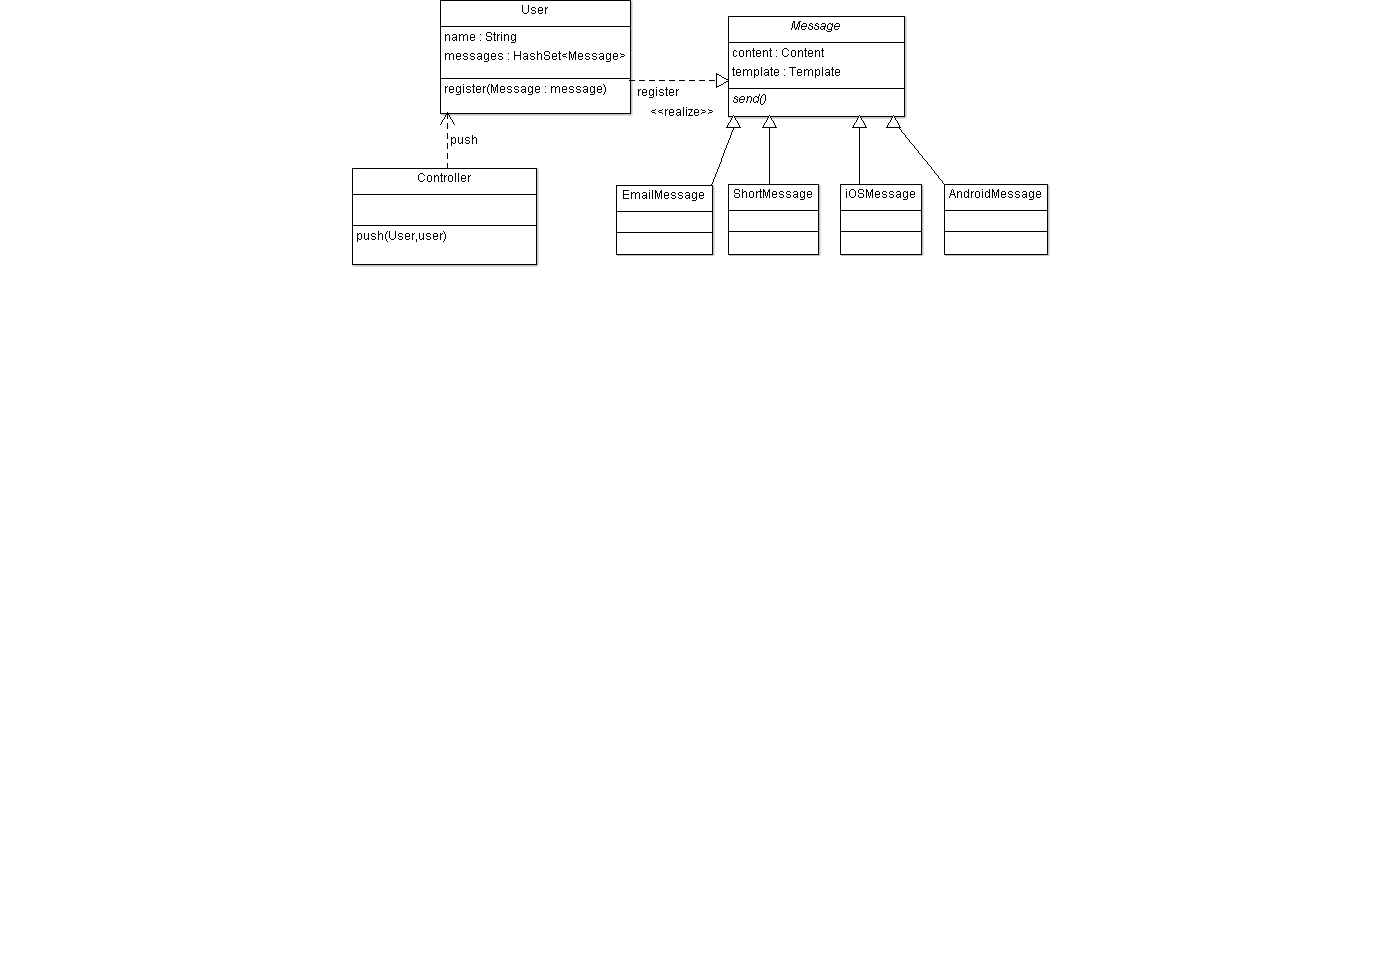 User
name : String
messages : HashSet<Message>
register(Message : message)
Message
content : Content
template : Template
send()
register
<<realize>>
push
Controller
push(User,user)
EmailMessage
ShortMessage
iOSMessage
AndroidMessage